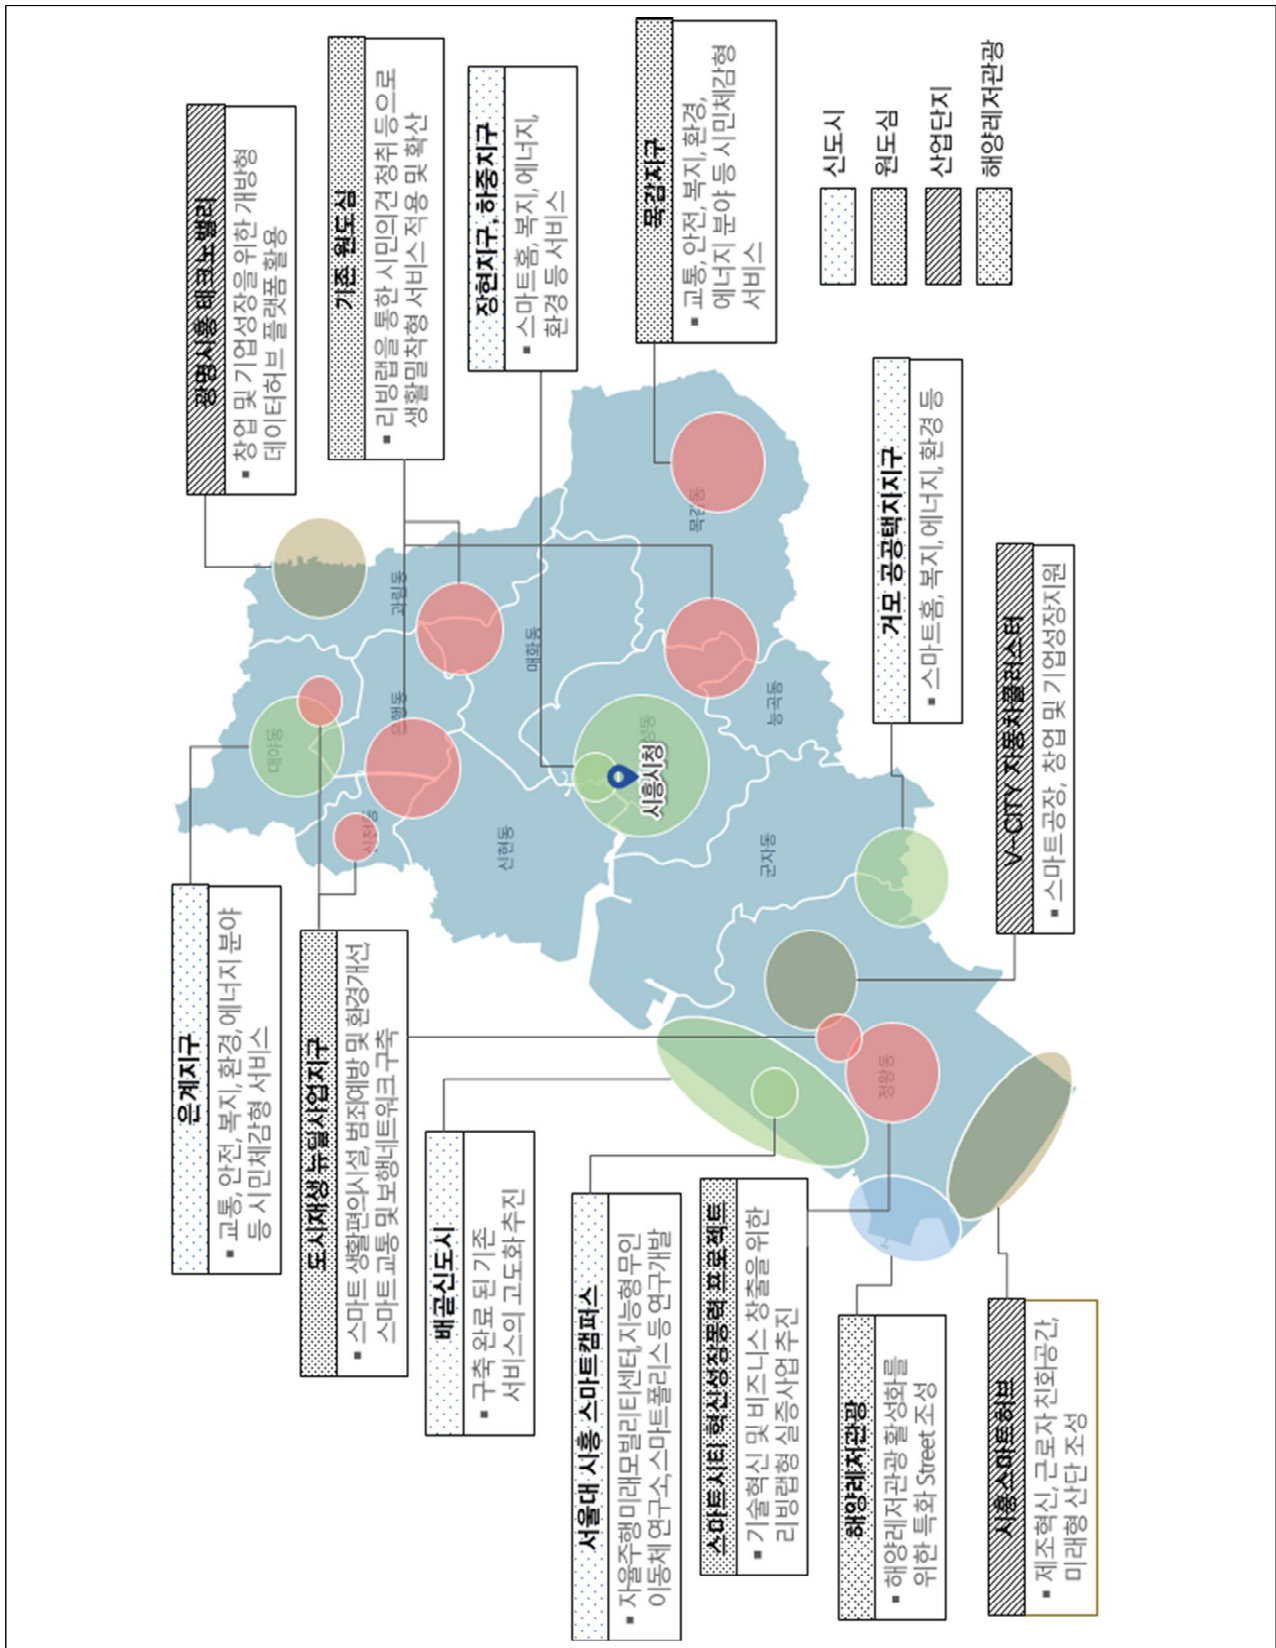 은계지구
▪ 교통, 안전, 복지, 환경, 에너지 분야
등 시민체감형 서비스
광명시흥 테크노밸리
▪ 창업 및 기업성장을 위한 개방형
데이터허브 플랫폼 활용
도시재생 뉴딜사업지구
▪ 스마트 생활편의시설, 범죄예방 및 환경개선,
스마트교통 및 보행네트워크 구축
기존 원도심
▪ 리빙랩을 통한 시민의견 청취 등으로
생활밀착형 서비스 적용 및 확산
배곧신도시
▪ 구축 완료 된 기존
서비스의 고도화 추진
장현지구, 하중지구
▪ 스마트홈, 복지, 에너지,
환경 등 서비스
서울대 시흥 스마트캠퍼스
▪ 자율주행 미래모빌리티센터, 지능형 무인
이동체 연구소, 스마트폴리스 등 연구개발
목감지구
▪ 교통, 안전, 복지, 환경,
에너지 분야 등 시민체감형
서비스
스마트시티 혁신성장동력 프로젝트
▪ 기술혁신 및 비즈니스 창출을 위한
리빙랩형 실증사업 추진
해양레저관광
▪ 해양레저관광 활성화를
위한 특화 Street 조성
거모 공공택지지구
▪ 스마트홈, 복지, 에너지, 환경 등
시흥스마트허브
▪ 제조혁신, 근로자 친화공간,
미래형 산단 조성
V-CITY 자동차클러스터
▪ 스마트공장, 창업 및 기업성장지원
대야동
신천동
은행동
과림동
신현동
매화동
시흥시청
목감동
군자동
능곡동
정왕동
신도시
원도심
산업단지
해양레저관광